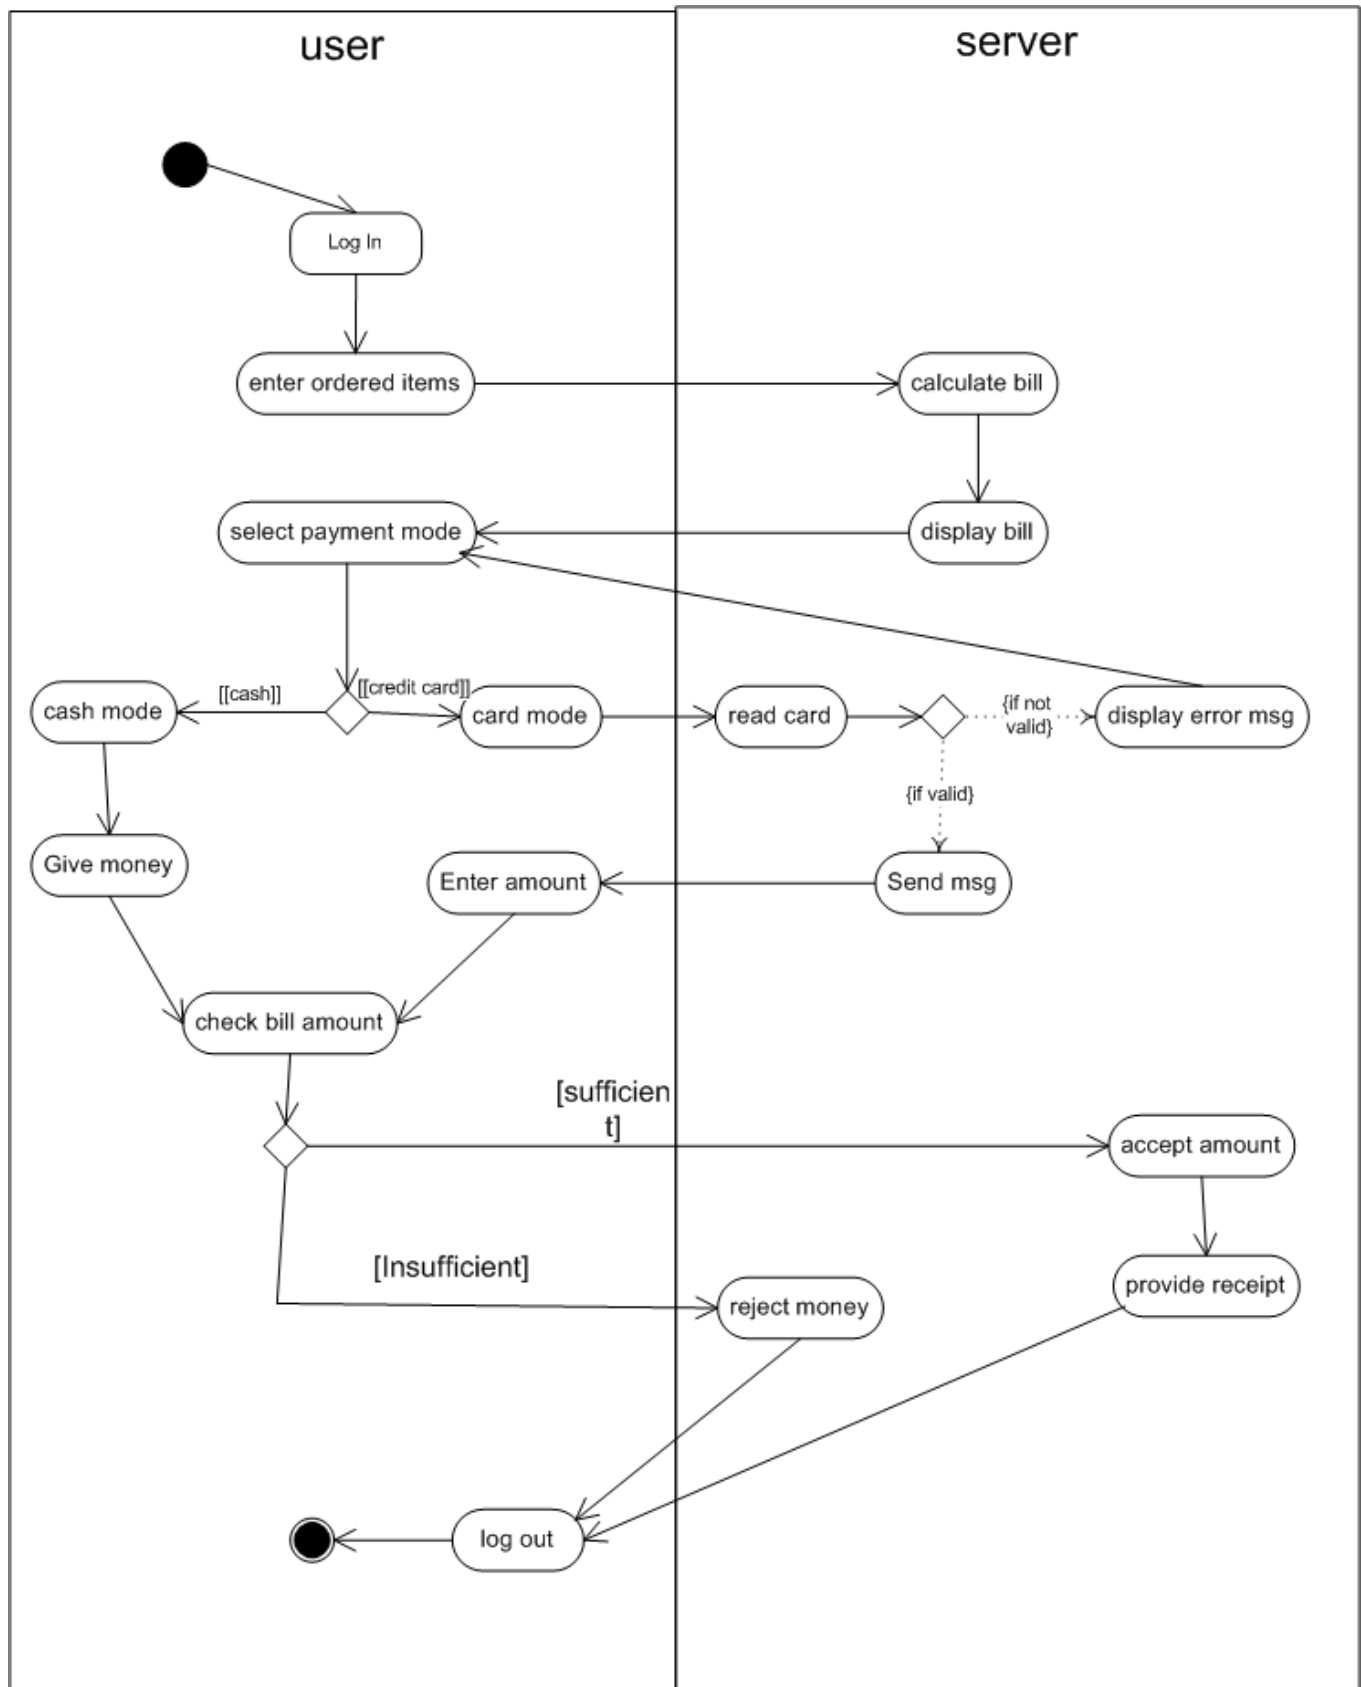 user
server
Log In
enter ordered items
calculate bill
select payment mode
display bill
[[cash]]
[[credit card]]
cash mode
card mode
read card
{if not
valid}
display error msg
{if valid}
Give money
Enter amount
Send msg
check bill amount
[sufficien
t]
accept amount
[Insufficient]
reject money
provide receipt
log out